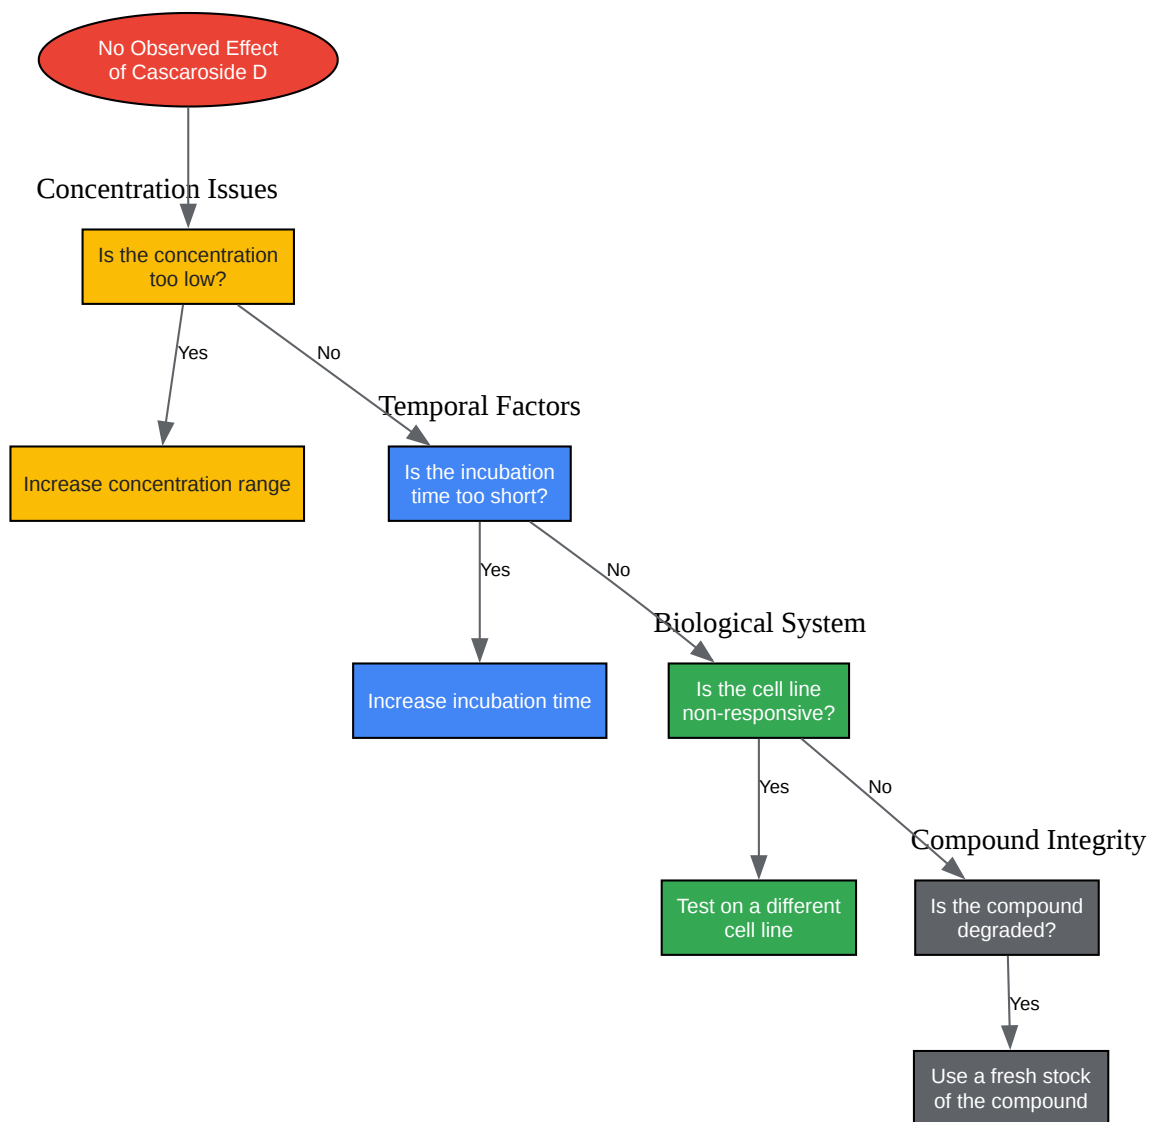 No Observed Effect
of Cascaroside D
Concentration Issues
Is the concentration
too low?
Yes
No
Temporal Factors
Increase concentration range
Is the incubation
time too short?
Yes
No
Biological System
Increase incubation time
Is the cell line
non-responsive?
Yes
No
Compound Integrity
Test on a different
cell line
Is the compound
degraded?
Yes
Use a fresh stock
of the compound